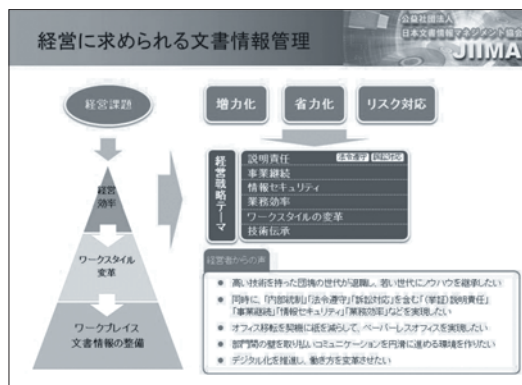 経営に求められる文書情報管理
公益社団法人
日本文書情報マネジメント協会
JIIMA
経営課題
増力化
省力化
リスク対応
経営
効率
ワークスタイル
変革
ワークプレイス
文書情報の整備
経営戦略テーマ
説明責任
法令遵守
訴訟対応
事業継続
情報セキュリティ
業務効率
ワークスタイルの変革
技術伝承
経営者からの声
● 高い技術を持った団塊の世代が退職し、若い世代にノウハウを継承したい
● 同時に、「内部統制」「法令遵守」「訴訟対応」を含む「(挙証)説明責任」
「事業継続」「情報セキュリティ」「業務効率」などを実現したい
● オフィス移転を契機に紙を減らして、ペーパーレスオフィスを実現したい
● 部門間の壁を取り払いコミュニケーションを円滑に進める環境を作りたい
● デジタル化を推進し、働き方を変革させたい